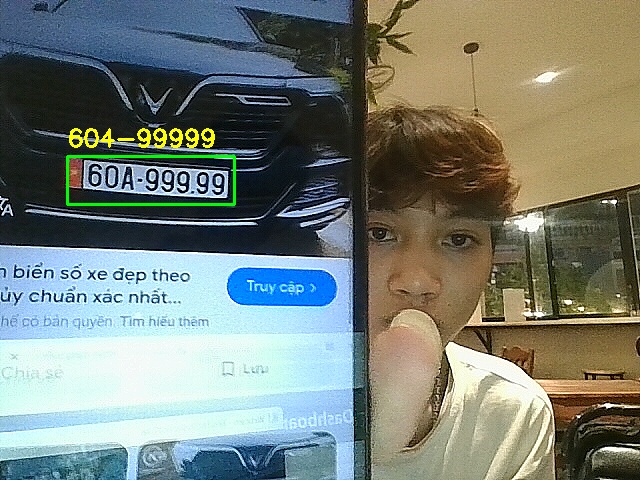 604-99999
60A-999.99
n biển số xe đẹp theo
ủy chuẩn xác nhất...
Truy cập >
hể có bản quyền. Tìm hiểu thêm
Chia sẻ
Lưu
Dashboar